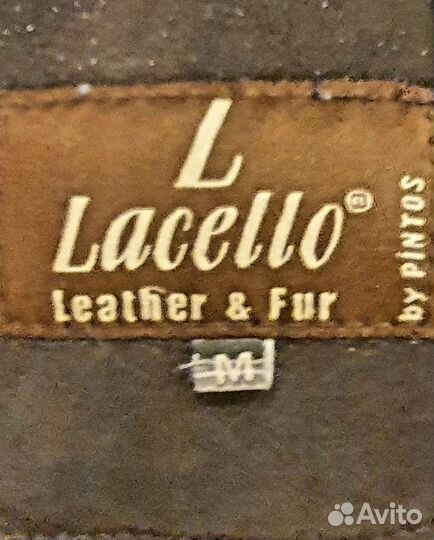 L
Lacello®
Leather & Fur
by PiNTOS
M
Avito